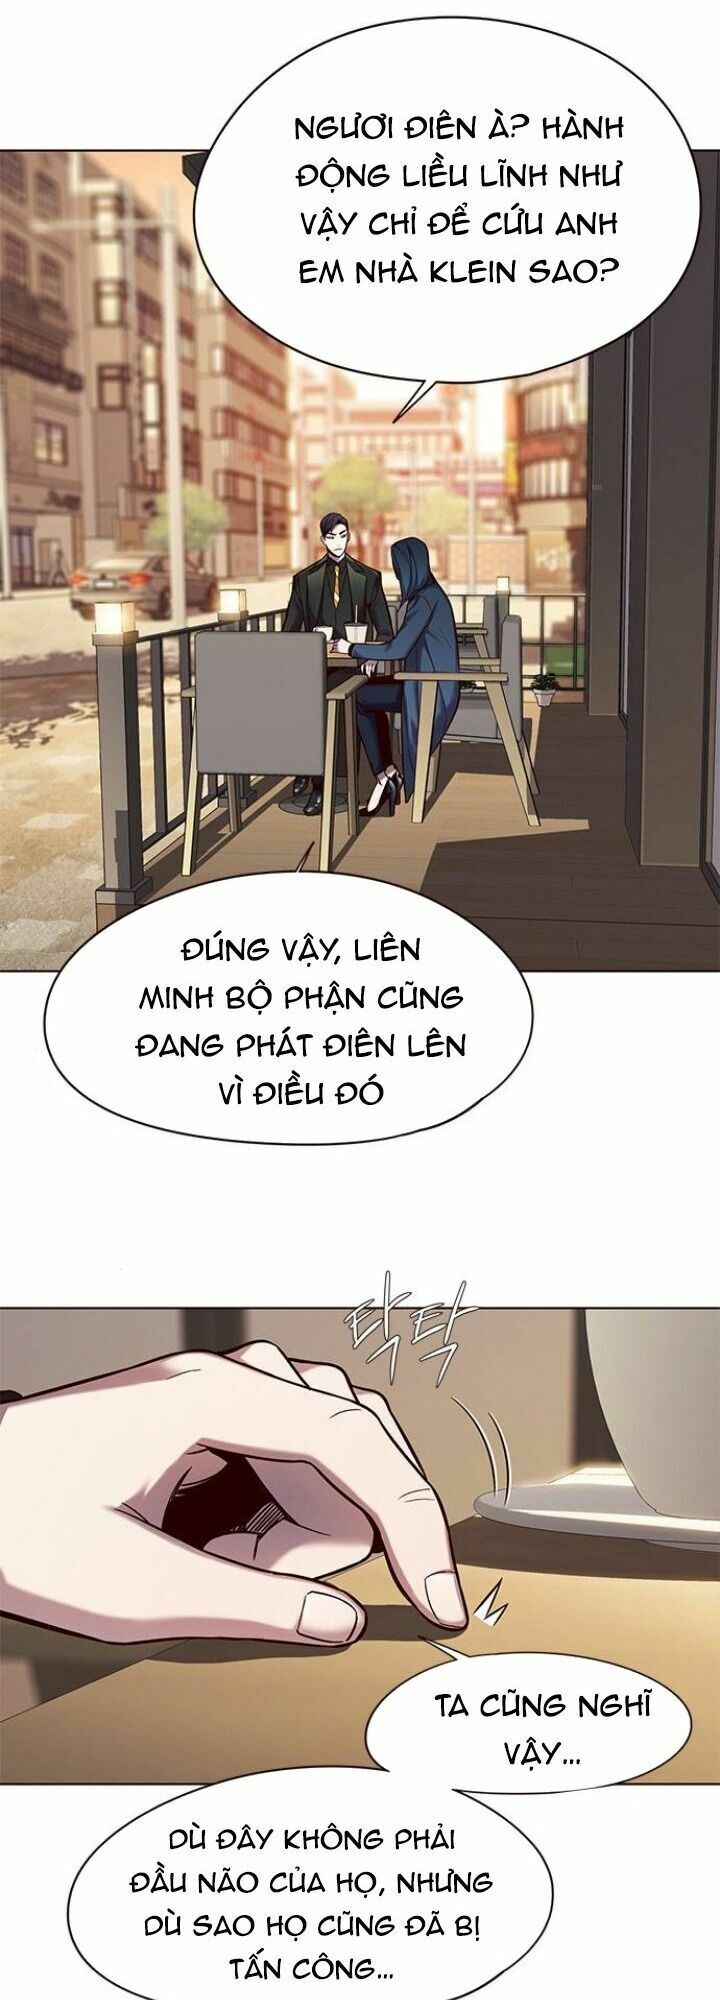 NGƯƠI ĐIÊN À? HÀNH
ĐỘNG LIỀU LĨNH NHƯ
VẬY CHỈ ĐỂ CỨU ANH
EM NHÀ KLEIN SAO?
ĐÚNG VẬY, LIÊN
MINH BỘ PHẬN CŨNG
ĐANG PHÁT ĐIÊN LÊN
VÌ ĐIỀU ĐÓ
탁탁
TA CŨNG NGHĨ
VẬY...
DÙ ĐÂY KHÔNG PHẢI
ĐẦU NÃO CỦA HỌ, NHƯNG
DÙ SAO HỌ CŨNG ĐÃ BỊ
TẤN CÔNG...